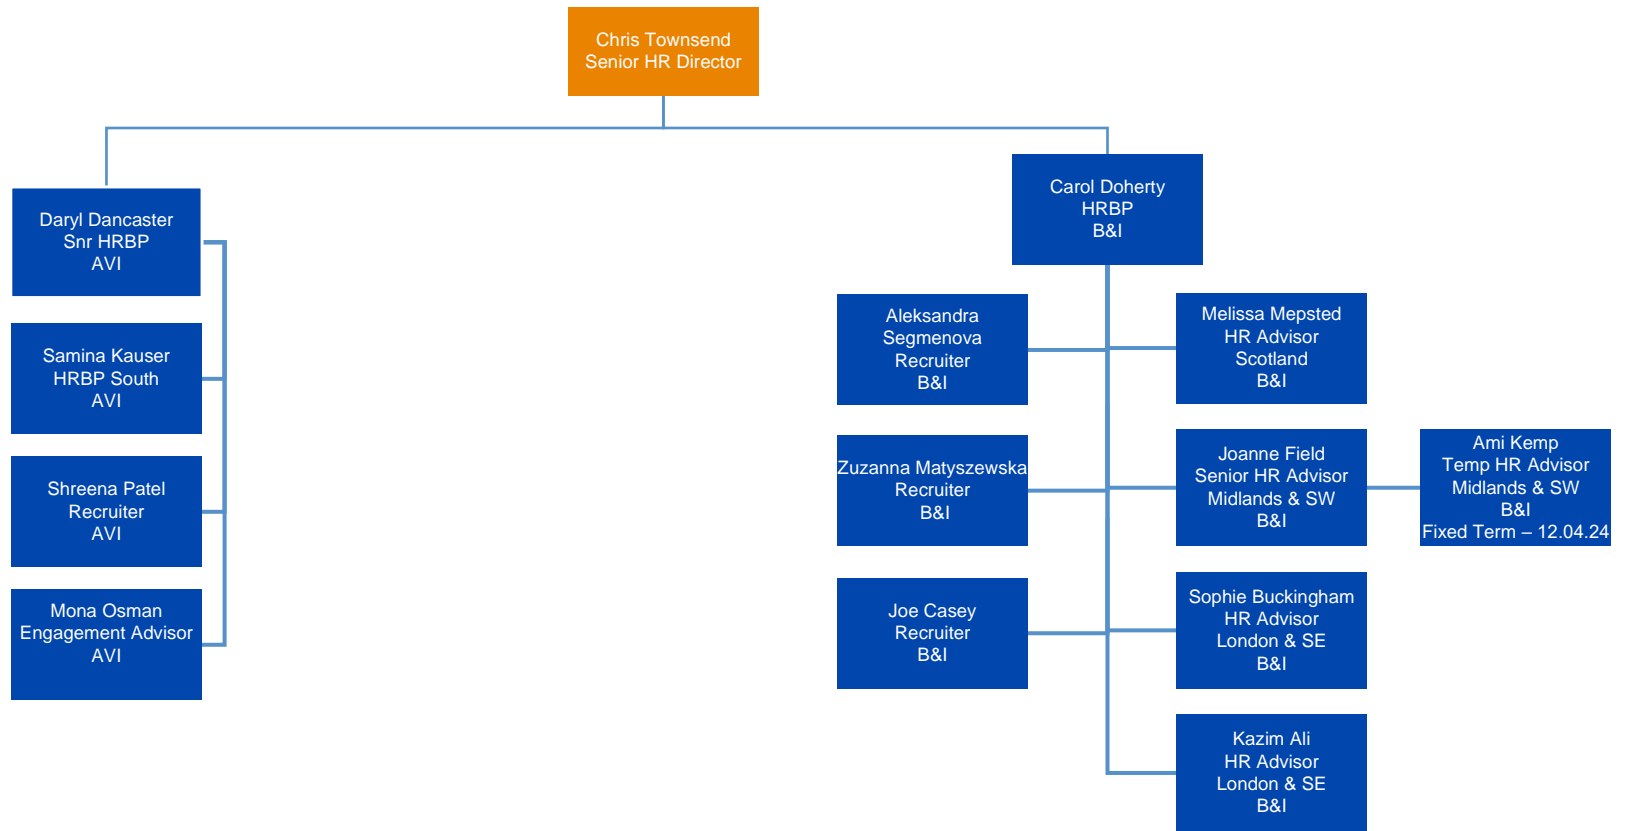 Chris Townsend
Senior HR Director
Daryl Dancaster
Snr HRBP
AVI
Samina Kauser
HRBP South
AVI
Shreena Patel
Recruiter
AVI
Mona Osman
Engagement Advisor
AVI
Carol Doherty
HRBP
B&I
Aleksandra
Segmenova
Recruiter
B&I
Zuzanna Matyszewska
Recruiter
B&I
Joe Casey
Recruiter
B&I
Melissa Mepsted
HR Advisor
Scotland
B&I
Joanne Field
Senior HR Advisor
Midlands & SW
B&I
Ami Kemp
Temp HR Advisor
Midlands & SW
B&I
Fixed Term – 12.04.24
Sophie Buckingham
HR Advisor
London & SE
B&I
Kazim Ali
HR Advisor
London & SE
B&I